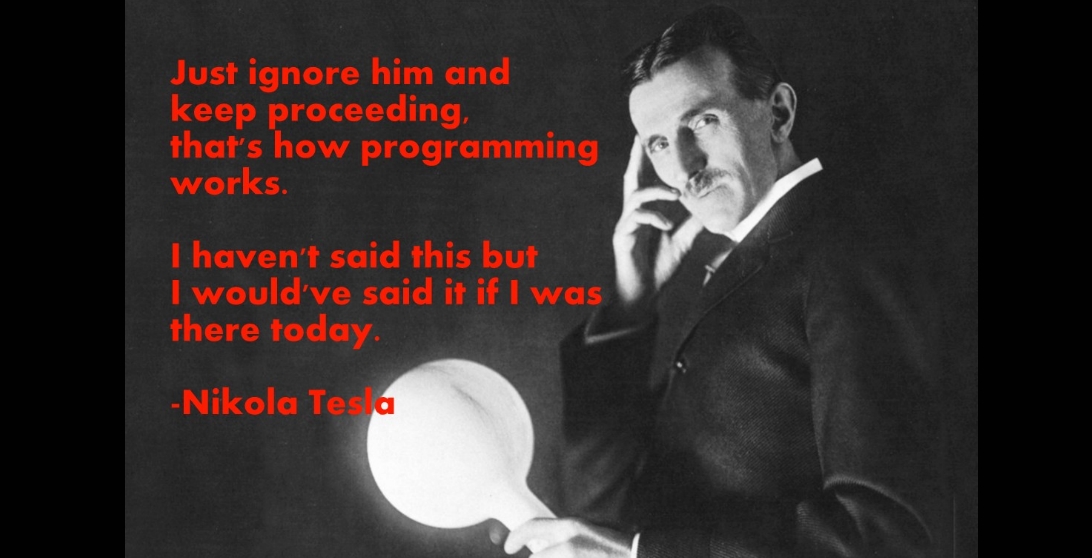 Just ignore him and
keep proceeding,
that's how programming
works.
I haven't said this but
I would've said it if I was
there today.
-Nikola Tesla